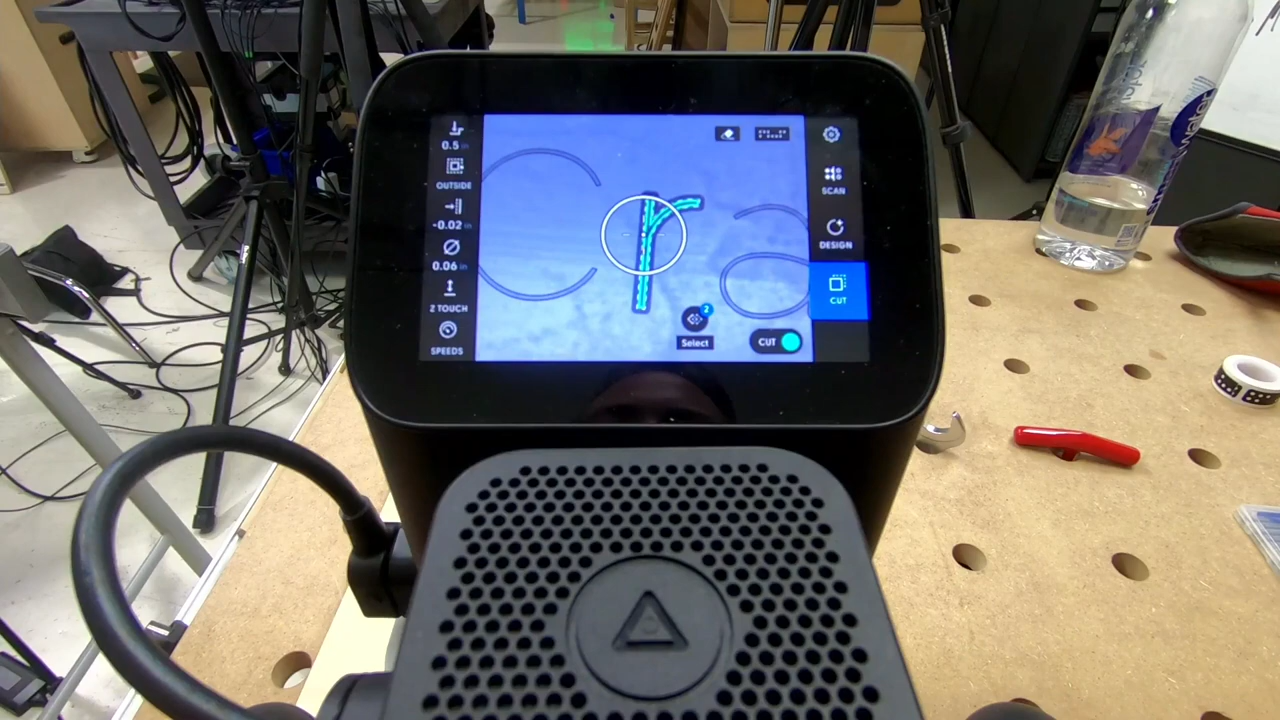 0.5 in
OUTSIDE
-0.02 in
0.06 in
Z TOUCH
SPEEDS
2
Select
CUT
SCAN
DESIGN
CUT